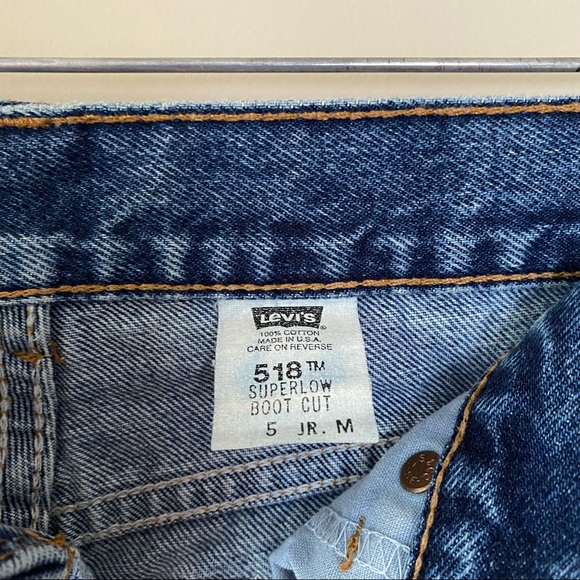 Levi's ®
100% COTTON
MADE IN U.S.A.
CARE ON REVERSE
518™
SUPERLOW
BOOT CUT
5 JR. M